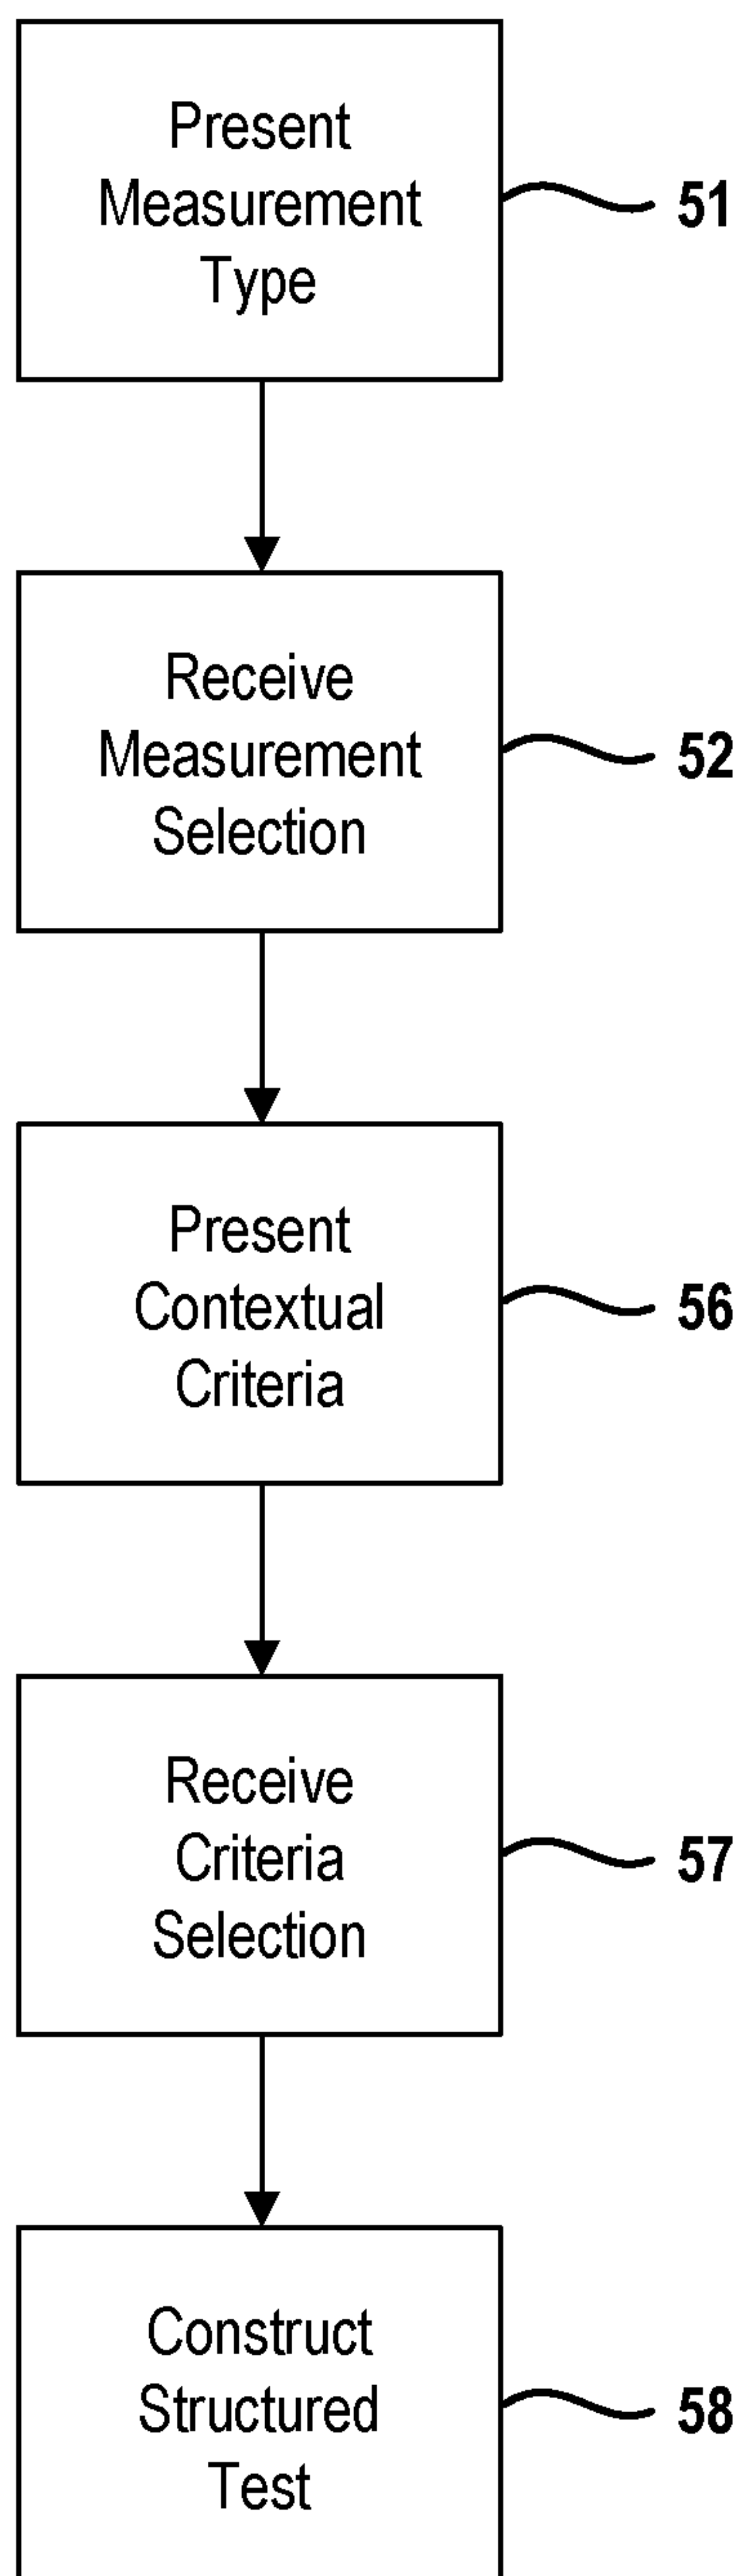 Present
Measurement
Type
51
Receive
Measurement
Selection
52
Present
Contextual
Criteria
56
Receive
Criteria
Selection
57
Construct
Structured
Test
58